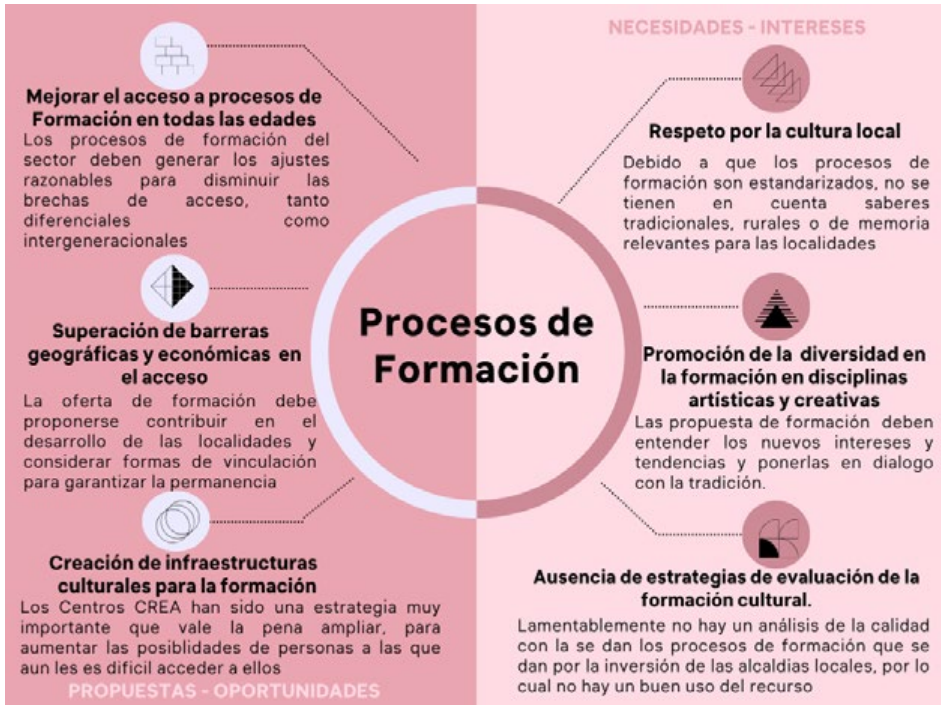 Mejorar el acceso a procesos de
Formación en todas las edades
Los procesos de formación del
sector deben generar los ajustes
razonables para disminuir las
brechas de acceso, tanto
diferenciales como
intergeneracionales
Superación de barreras
geográficas y económicas en
el acceso
La oferta de formación debe
proponerse contribuir en el
desarrollo de las localidades y
considerar formas de vinculación
para garantizar la permanencia
Creación de infraestructuras
culturales para la formación
Los Centros CREA han sido una estrategia muy
importante que vale la pena ampliar, para
aumentar las posiblidades de personas a las que
aun les es dificil acceder a ellos
PROPUESTAS - OPORTUNIDADES
Procesos de
Formación
NECESIDADES - INTERESES
Respeto por la cultura local
Debido a que los procesos de
formación son estandarizados, no se
tienen en cuenta saberes
tradicionales, rurales o de memoria
relevantes para las localidades
Promoción de la diversidad en
la formación en disciplinas
artísticas y creativas
Las propuesta de formación deben
entender los nuevos intereses y
tendencias y ponerlas en dialogo
con la tradición.
Ausencia de estrategias de evaluación de la
formación cultural.
Lamentablemente no hay un análisis de la calidad
con la se dan los procesos de formación que se
dan por la inversión de las alcaldias locales, por lo
cual no hay un buen uso del recurso